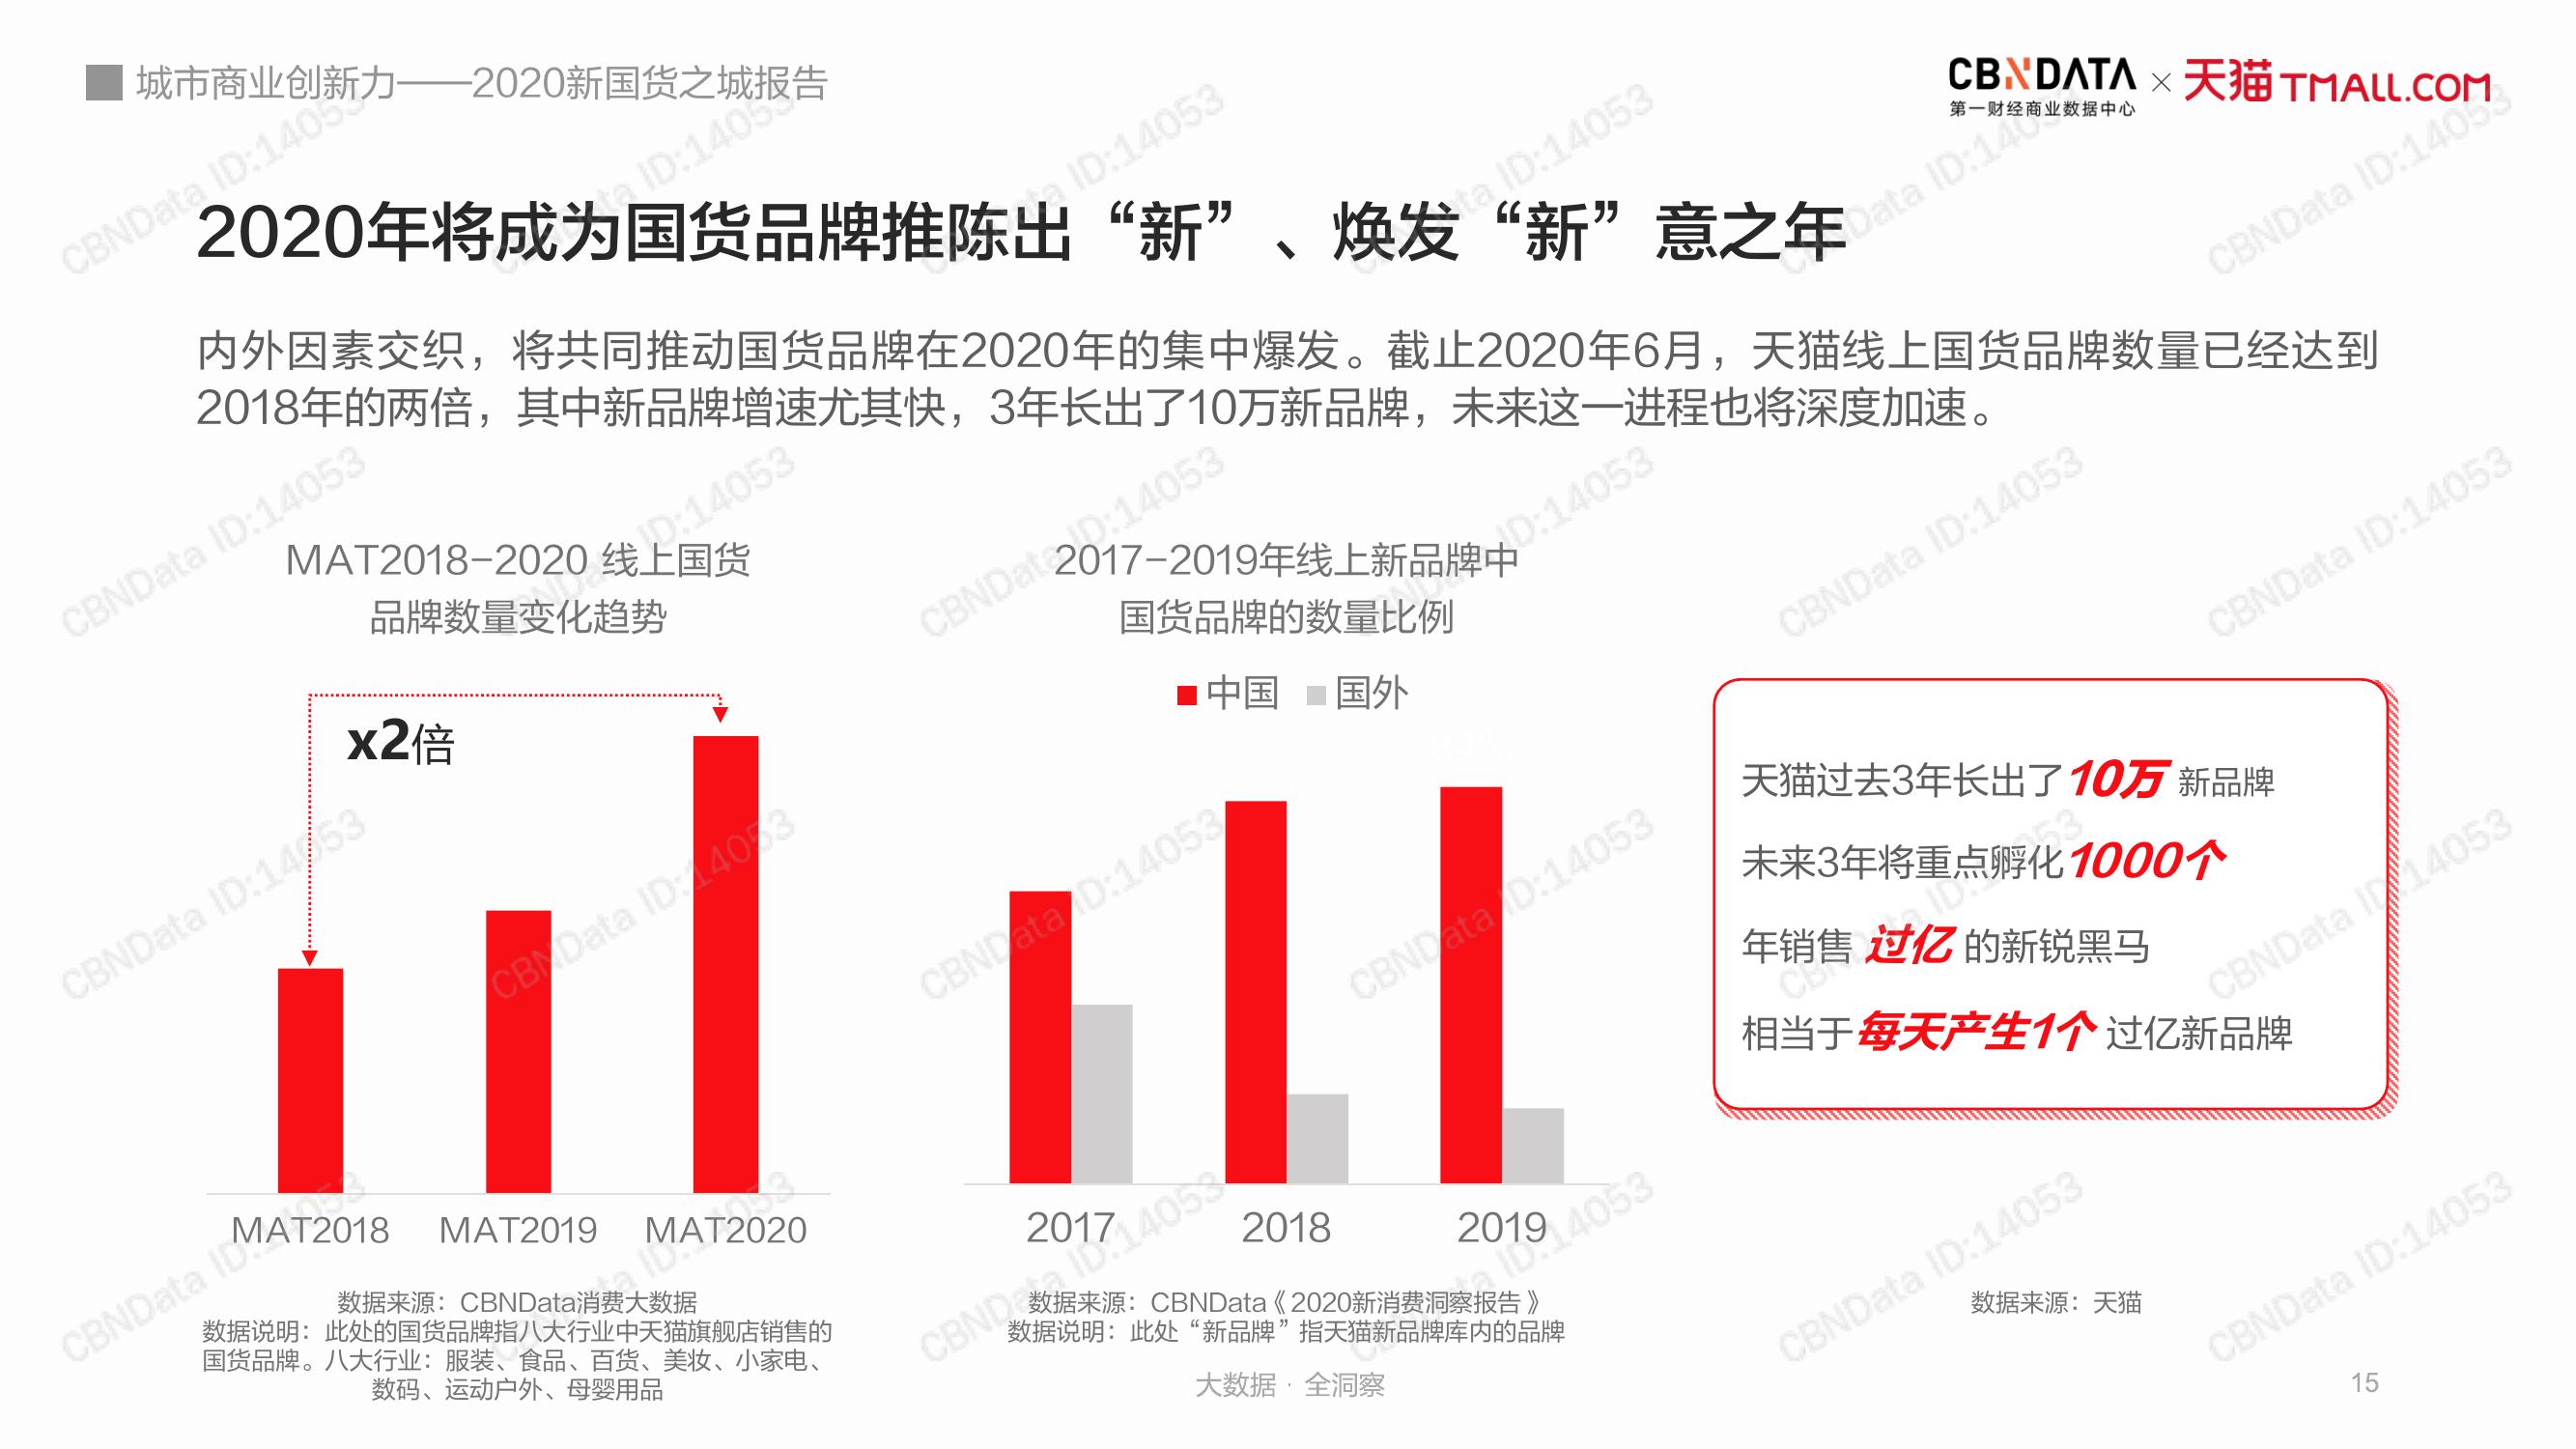 城市商业创新力——2020新国货之城报告
CBNDATA
第一财经商业数据中心
×
天猫 TMALL.COM
2020年将成为国货品牌推陈出“新”、焕发“新”意之年
内外因素交织，将共同推动国货品牌在2020年的集中爆发。截止2020年6月，天猫线上国货品牌数量已经达到
2018年的两倍，其中新品牌增速尤其快，3年长出了10万新品牌，未来这一进程也将深度加速。
MAT2018-2020 线上国货
品牌数量变化趋势
x2倍
MAT2018 MAT2019 MAT2020
数据来源：CBNData消费大数据
数据说明：此处的国货品牌指八大行业中天猫旗舰店销售的
国货品牌。八大行业：服装、食品、百货、美妆、小家电、
数码、运动户外、母婴用品
2017-2019年线上新品牌中
国货品牌的数量比例
中国 国外
2017 2018 2019
数据来源：CBNData《2020新消费洞察报告》
数据说明：此处“新品牌”指天猫新品牌库内的品牌
天猫过去3年长出了10万 新品牌
未来3年将重点孵化1000个
年销售 过亿 的新锐黑马
相当于每天产生1个 过亿新品牌
数据来源：天猫
大数据 · 全洞察
15
CBNData ID:14053